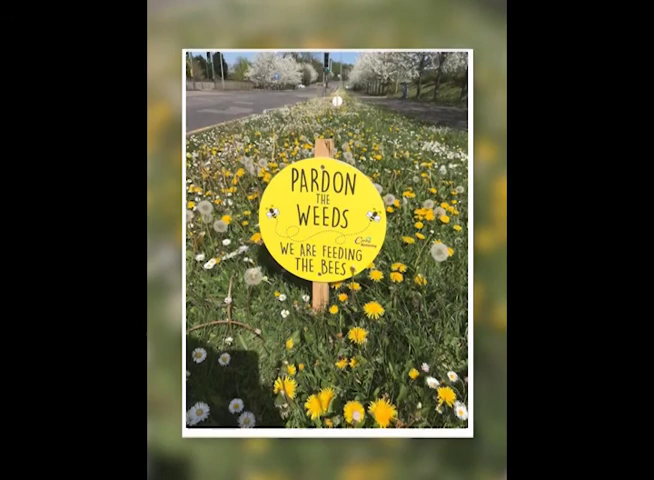 PARDON
THE
WEEDS
WE ARE FEEDING
THE BEES